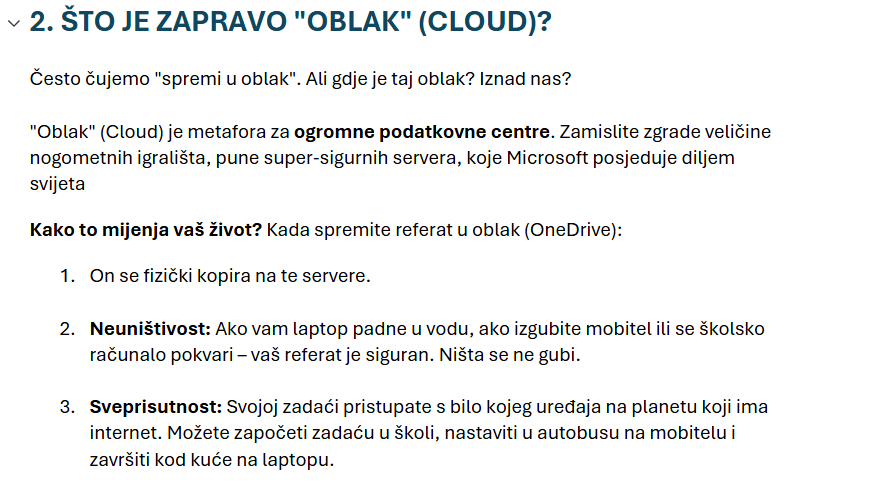 2. ŠTO JE ZAPRAVO "OBLAK" (CLOUD)?
Često čujemo "spremi u oblak". Ali gdje je taj oblak? Iznad nas?
"Oblak" (Cloud) je metafora za ogromne podatkovne centre. Zamislite zgrade veličine
nogometnih igrališta, pune super-sigurnih servera, koje Microsoft posjeduje diljem
svijeta
Kako to mijenja vaš život? Kada spremite referat u oblak (OneDrive):
1. On se fizički kopira na te servere.
2. Neuništivost: Ako vam laptop padne u vodu, ako izgubite mobitel ili se školsko
računalo pokvari – vaš referat je siguran. Ništa se ne gubi.
3. Sveprisutnost: Svojoj zadaći pristupate s bilo kojeg uređaja na planetu koji ima
internet. Možete započeti zadaću u školi, nastaviti u autobusu na mobitelu i
završiti kod kuće na laptopu.